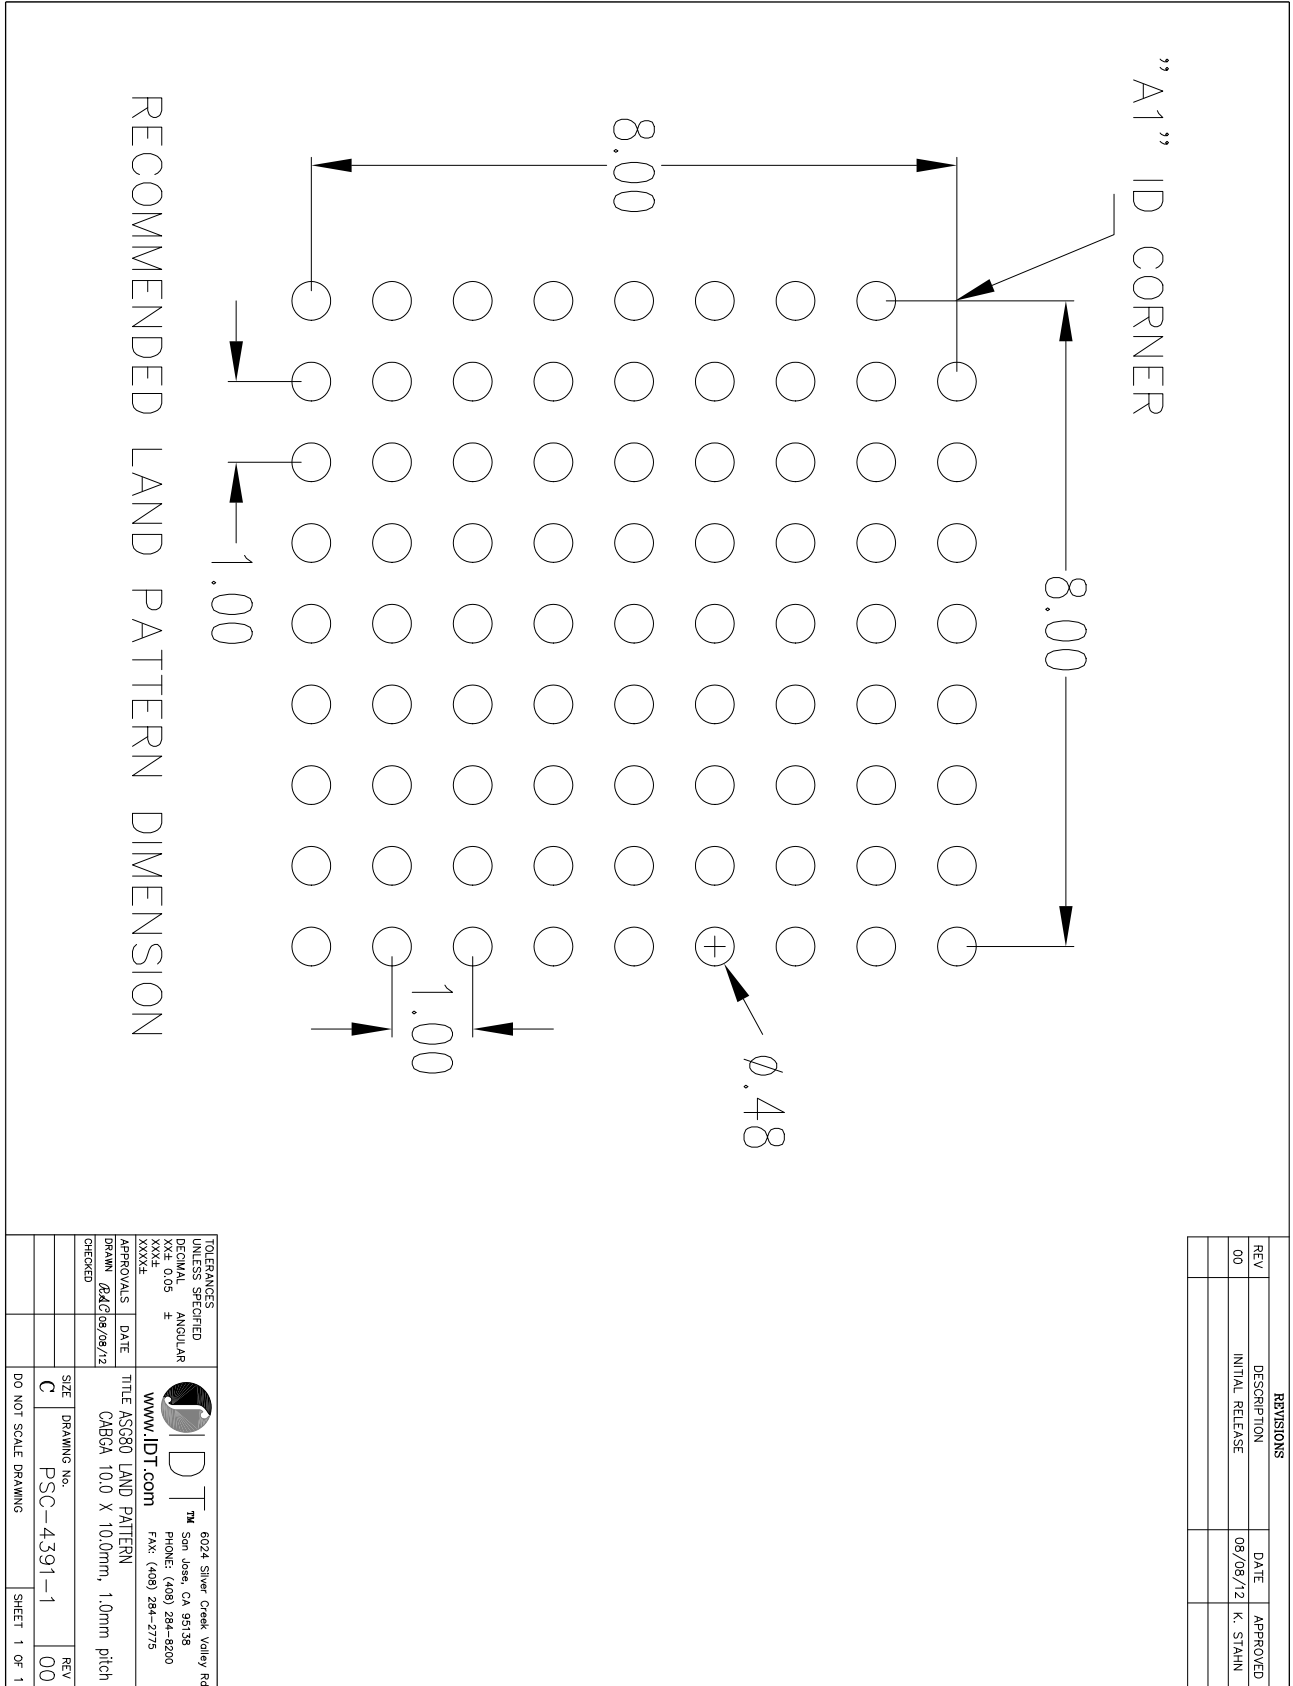 "A1" ID CORNER
8.00
8.00
1.00
1.00
Ø.48
RECOMMENDED LAND PATTERN DIMENSION
REVISIONS
REV DESCRIPTION DATE APPROVED
00 INITIAL RELEASE 08/08/12 K. STAHN
TOLERANCES
UNLESS SPECIFIED
DECIMAL ANGULAR
XX± 0.05 ±
XXX±
XXXX±
APPROVALS DATE
DRAWN RAC 08/08/12
CHECKED
IDT™
www.IDT.com
6024 Silver Creek Valley Rd
San Jose, CA 95138
PHONE: (408) 284-8200
FAX: (408) 284-2775
TITLE ASG80 LAND PATTERN
CABGA 10.0 X 10.0mm, 1.0mm pitch
SIZE DRAWING No. REV
C PSC-4391-1 00
DO NOT SCALE DRAWING SHEET 1 OF 1